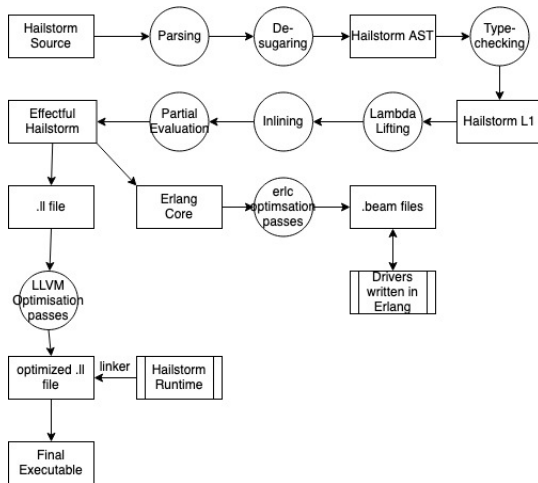 Hailstorm
Source
Parsing
De-
sugaring
Hailstorm AST
Type-
checking
Effectful
Hailstorm
Partial
Evaluation
Inlining
Lambda
Lifting
Hailstorm L1
.ll file
Erlang
Core
erlc
optimsation
passes
.beam files
LLVM
Optimisation
passes
Drivers
written in
Erlang
optimized .ll
file
linker
Hailstorm
Runtime
Final
Executable